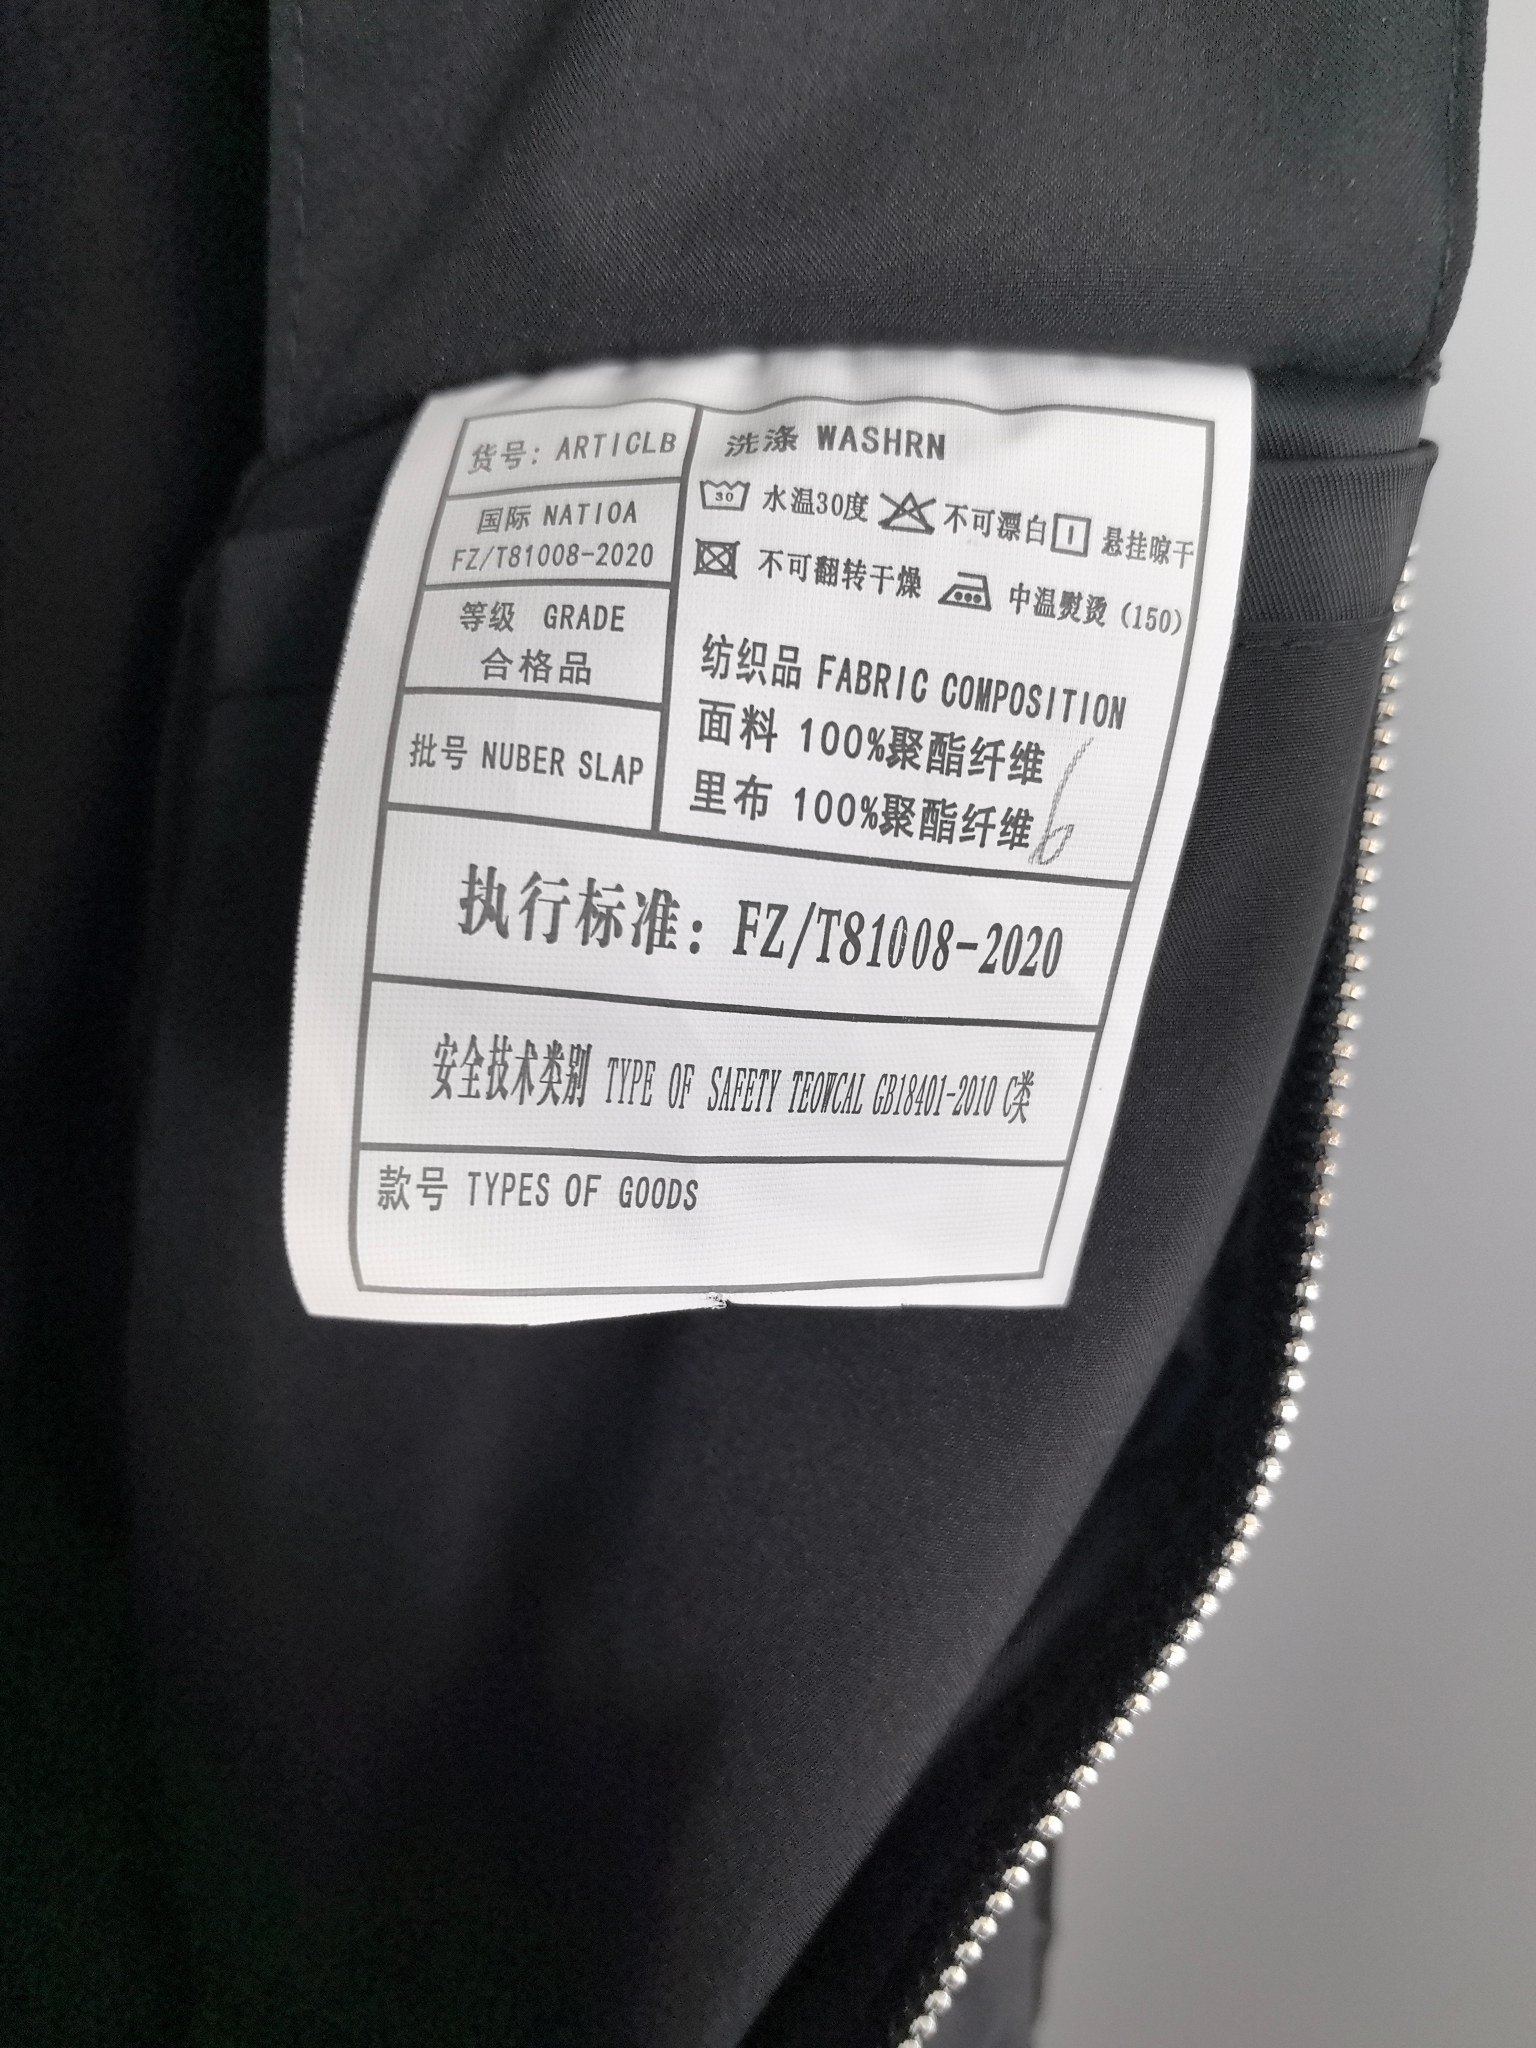 货号: ARTICLB
国际 NATIOA
FZ/T81008-2020
等级 GRADE
合格品
批号 NUBER SLAP
洗涤 WASHRN
30 水温30度 不可漂白 悬挂晾干
不可翻转干燥 中温熨烫 (150)
纺织品 FABRIC COMPOSITION
面料 100%聚酯纤维
里布 100%聚酯纤维
6
执行标准: FZ/T81008-2020
安全技术类别 TYPE OF SAFETY TEOWCAL GB18401-2010 C类
款号 TYPES OF GOODS